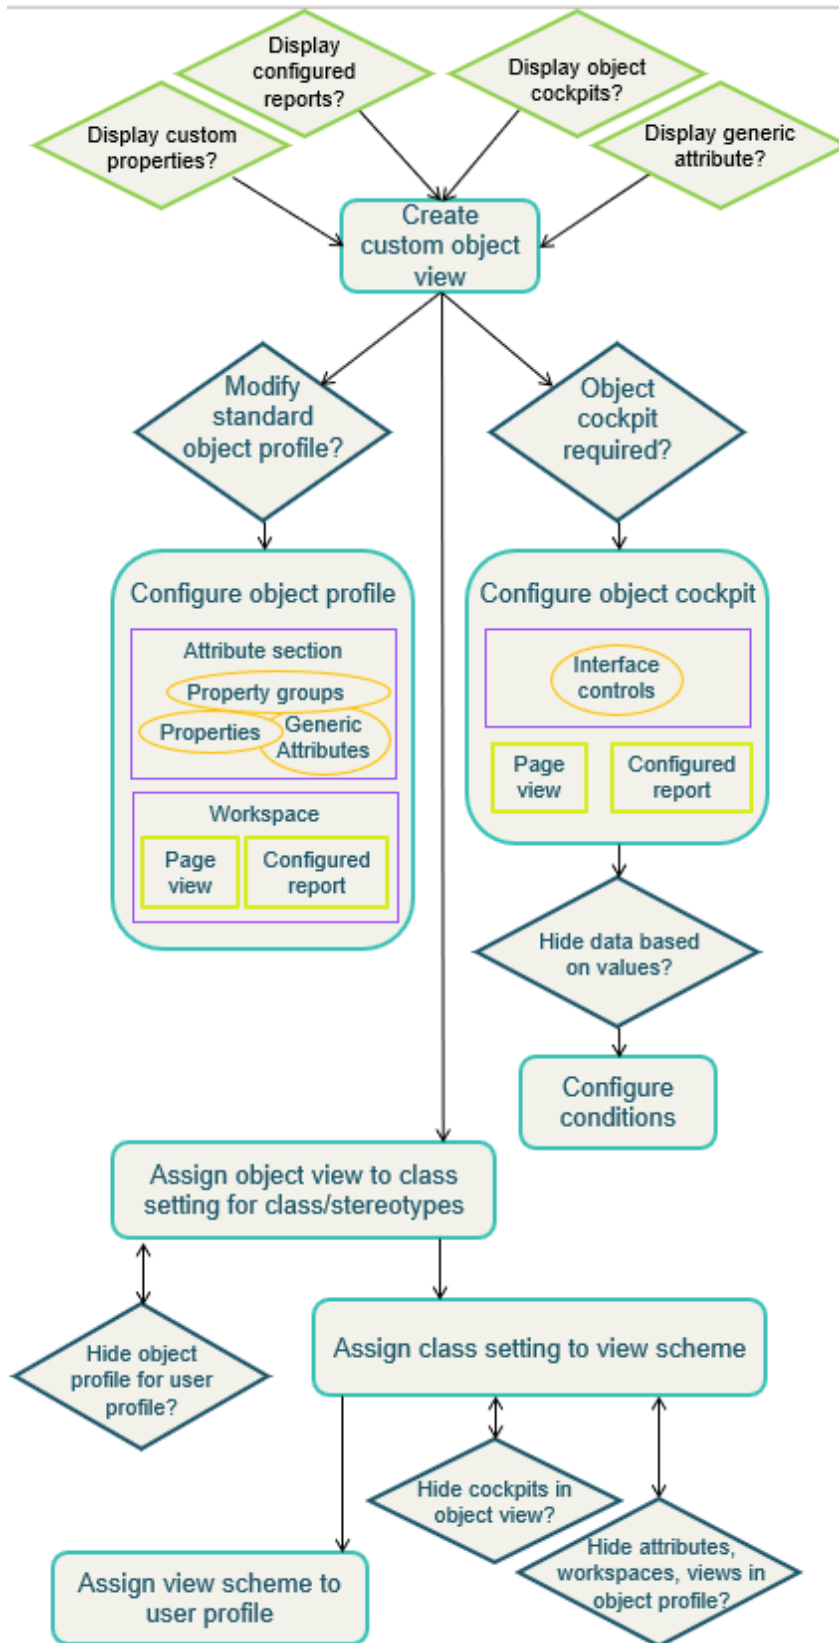 Display
configured
reports?
Display object
cockpits?
Display custom
properties?
Display generic
attribute?
Create
custom object
view
Modify
standard
object profile?
Object
cockpit
required?
Configure object profile
Attribute section
Property groups
Properties
Generic
Attributes
Workspace
Page
view
Configured
report
Configure object cockpit
Interface
controls
Page
view
Configured
report
Hide data based
on values?
Configure
conditions
Assign object view to class
setting for class/stereotypes
Hide object
profile for user
profile?
Assign class setting to view scheme
Hide cockpits in
object view?
Hide attributes,
workspaces, views in
object profile?
Assign view scheme to
user profile